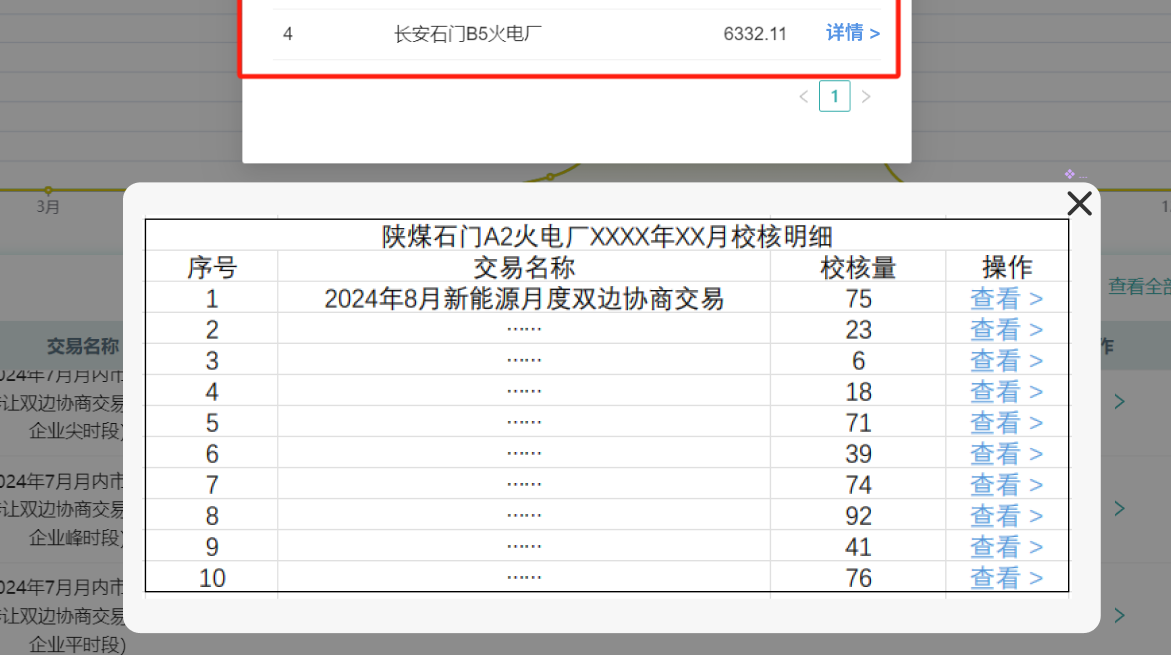 4 长安石门B5火电厂 6332.11 详情 >
< 1 >
3月
陕煤石门A2火电厂XXXX年XX月校核明细
序号 交易名称 校核量 操作
1 2024年8月新能源月度双边协商交易 75 查看 >
2 …… 23 查看 >
3 …… 6 查看 >
4 …… 18 查看 >
5 …… 71 查看 >
6 …… 39 查看 >
7 …… 74 查看 >
8 …… 92 查看 >
9 …… 41 查看 >
10 …… 76 查看 >
查看全部
交易名称 作
024年7月月内市
让双边协商交易
企业尖时段) >
024年7月月内市
让双边协商交易
企业峰时段) >
024年7月月内市
让双边协商交易
企业平时段) >